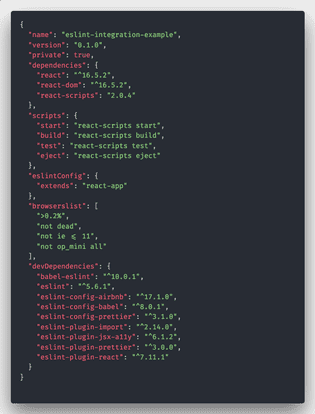 {
"name": "eslint-integration-example",
"version": "0.1.0",
"private": true,
"dependencies": {
"react": "^16.5.2",
"react-dom": "^16.5.2",
"react-scripts": "2.0.4"
},
"scripts": {
"start": "react-scripts start",
"build": "react-scripts build",
"test": "react-scripts test",
"eject": "react-scripts eject"
},
"eslintConfig": {
"extends": "react-app"
},
"browserslist": [
">0.2%",
"not dead",
"not ie <= 11",
"not op_mini all"
],
"devDependencies": {
"babel-eslint": "^10.0.1",
"eslint": "^5.6.1",
"eslint-config-airbnb": "^17.1.0",
"eslint-config-babel": "^8.0.1",
"eslint-config-prettier": "^3.1.0",
"eslint-plugin-import": "^2.14.0",
"eslint-plugin-jsx-a11y": "^6.1.2",
"eslint-plugin-prettier": "^3.0.0",
"eslint-plugin-react": "^7.11.1"
}
}